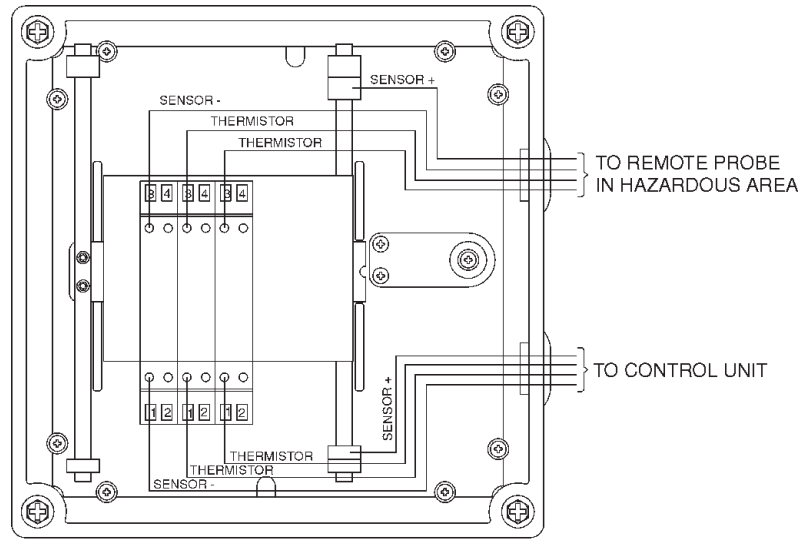 SENSOR +
SENSOR -
THERMISTOR
THERMISTOR
TO REMOTE PROBE
IN HAZARDOUS AREA
3 4 3 4 3 4
TO CONTROL UNIT
SENSOR +
1 2 1 2 1 2
THERMISTOR
THERMISTOR
SENSOR -